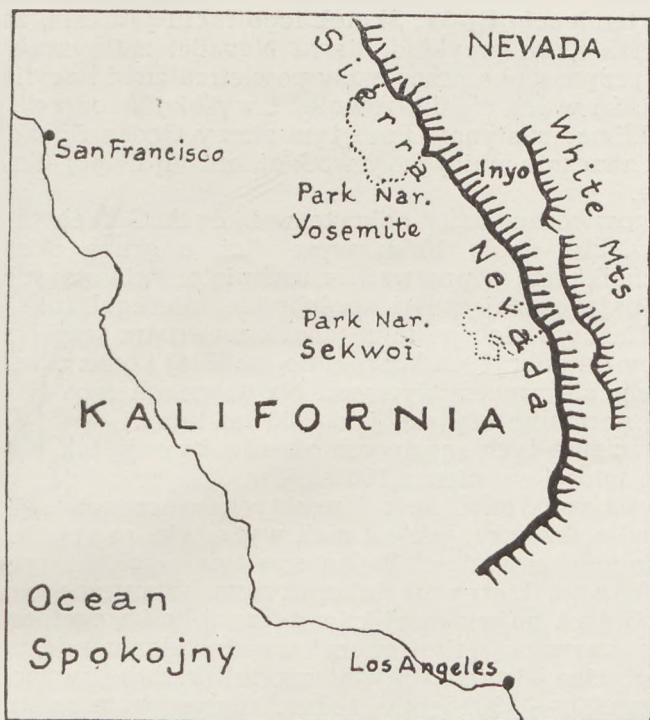 NEVADA
Sierra Nevada
San Francisco
White Mts
Inyo
Park Nar.
Yosemite
Park Nar.
Sekwoi
KALIFORNIA
Ocean
Spokojny
Los Angeles